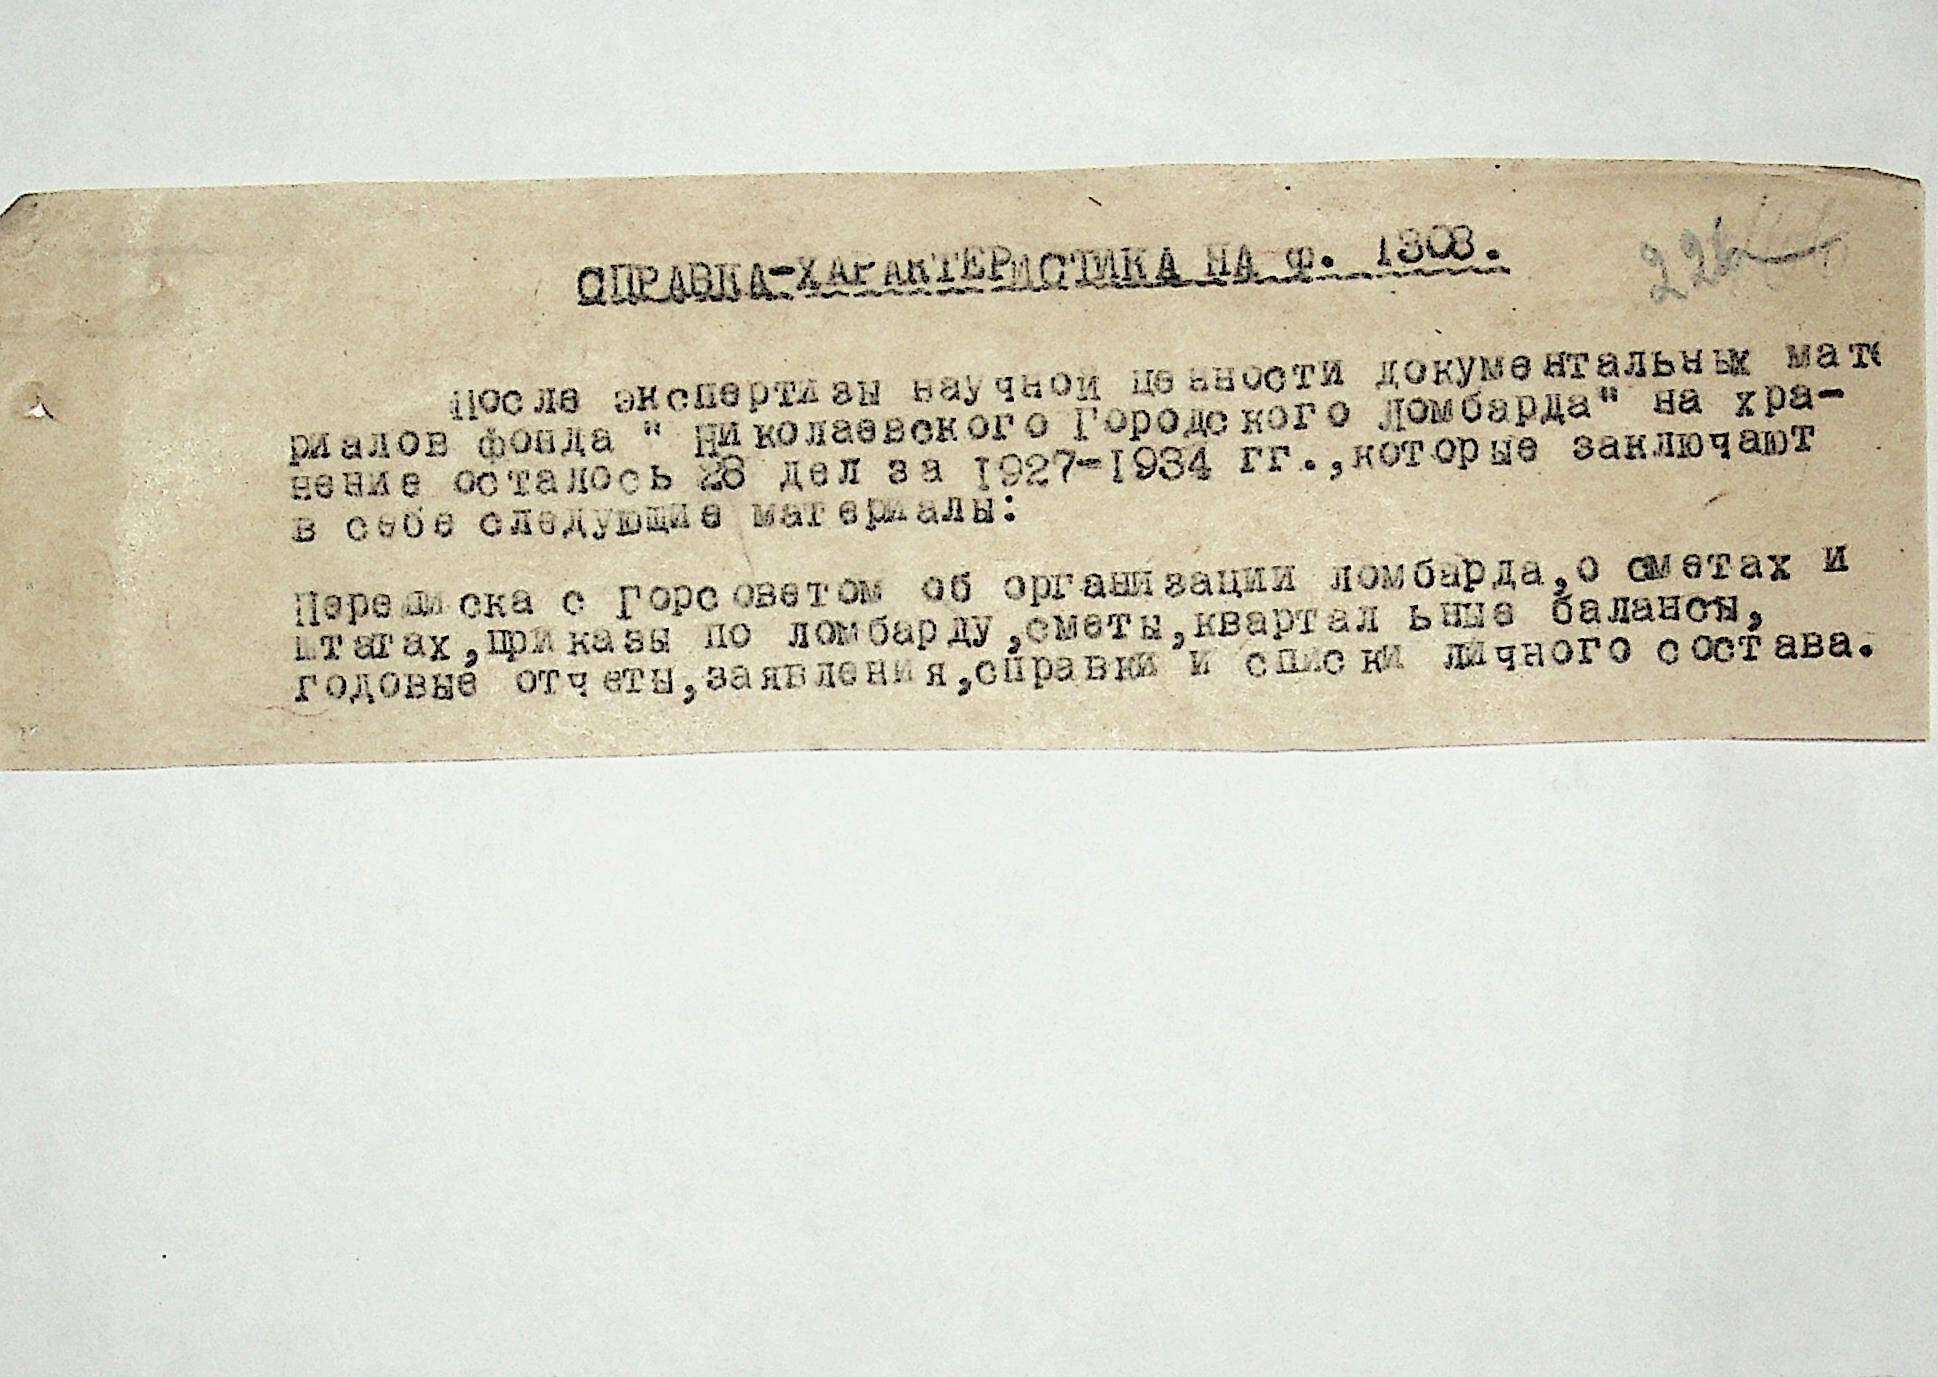 СПРАВКА-ХАРАКТЕРИСТИКА НА Ф. 1308.
После экспертизы научной ценности документальных мате
риалов фонда " Николаевского Городского Ломбарда" на хра-
нение осталось 28 дел за 1927-1934 гг.,которые заключают
в себе следующие материалы:
Переписка с Горсоветом об организации ломбарда,о сметах и
штатах,приказы по ломбарду,сметы,квартальные балансы,
годовые отчеты,заявления,справки и списки личного состава.